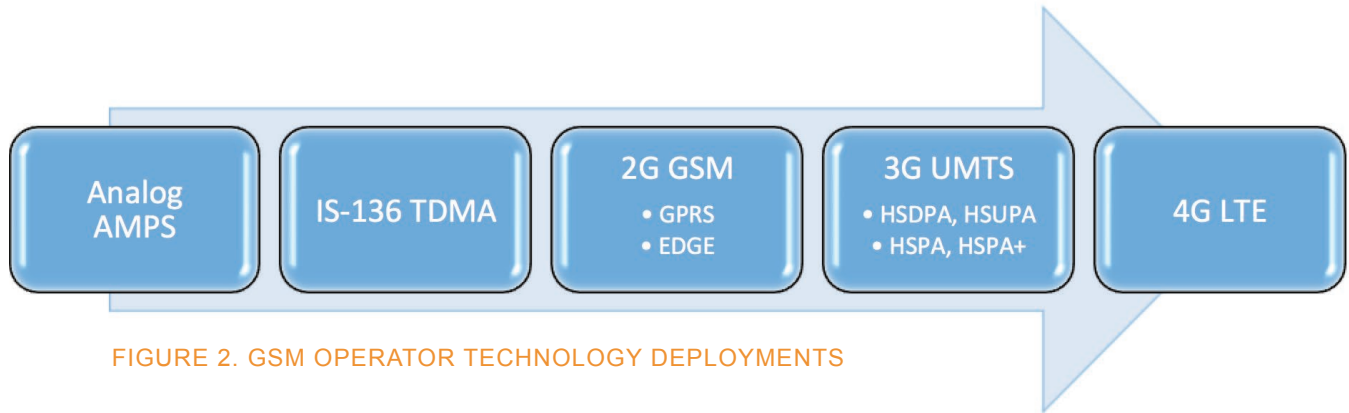 Analog
AMPS
IS-136 TDMA
2G GSM
• GPRS
• EDGE
3G UMTS
• HSDPA, HSUPA
• HSPA, HSPA+
4G LTE
FIGURE 2. GSM OPERATOR TECHNOLOGY DEPLOYMENTS